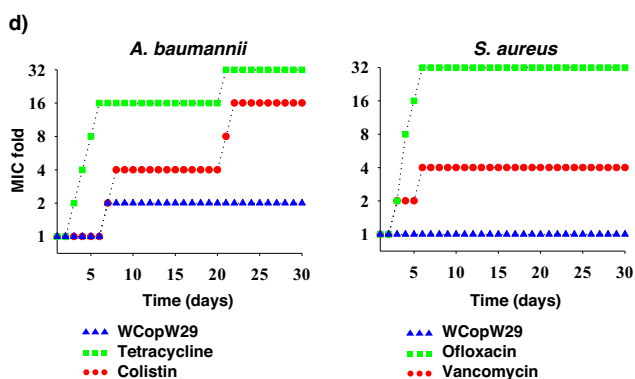 d)
A. baumannii
MIC fold
32
16
8
4
2
1
5 10 15 20 25 30
Time (days)
WCopW29
Tetracycline
Colistin
S. aureus
32
16
8
4
2
1
5 10 15 20 25 30
Time (days)
WCopW29
Ofloxacin
Vancomycin